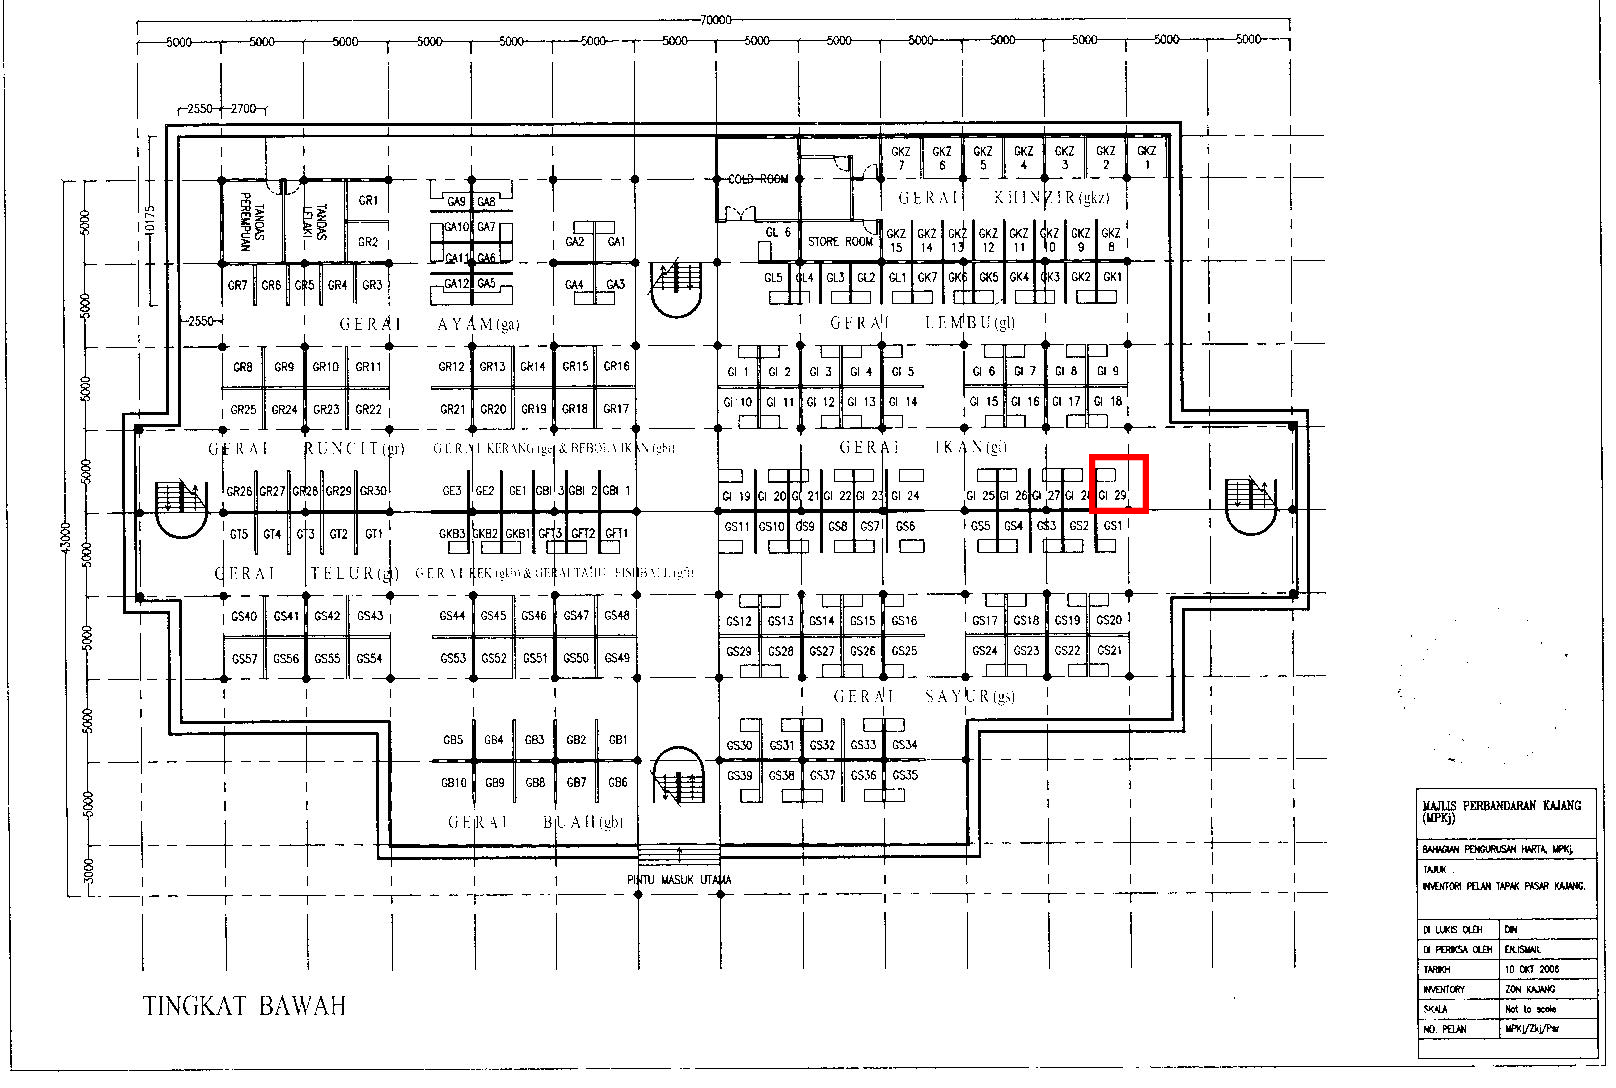 70000
5000 5000 5000 5000 5000 5000 5000 5000 5000 5000 5000 5000 5000 5000
2550 2700
GKZ 7 GKZ 6 GKZ 5 GKZ 4 GKZ 3 GKZ 2 GKZ 1
COLD ROOM
GERAI KHINZIR(gkz)
TANDAS PEREMPUAN
TANDAS LELAKI
GR1
GR2
GA9 GA8
GA10 GA7
GA11 GA6
GA12 GA5
GA2 GA1
GA4 GA3
GL 6
STORE ROOM
GKZ 15 GKZ 14 GKZ 13 GKZ 12 GKZ 11 GKZ 10 GKZ 9 GKZ 8
GR7 GR6 GR5 GR4 GR3
GL5 GL4 GL3 GL2 GL1 GK7 GK6 GK5 GK4 GK3 GK2 GK1
10175
2550
GERAI AYAM(ga)
GERAI LEMBU(gl)
GR8 GR9 GR10 GR11 GR12 GR13 GR14 GR15 GR16
GI 1 GI 2 GI 3 GI 4 GI 5 GI 6 GI 7 GI 8 GI 9
GR25 GR24 GR23 GR22 GR21 GR20 GR19 GR18 GR17
GI 10 GI 11 GI 12 GI 13 GI 14 GI 15 GI 16 GI 17 GI 18
GERAI RUNCIT(gr)
GERAI KERANG(ge) & BEBOLA IKAN(gbi)
GERAI IKAN(gi)
GR26 GR27 GR28 GR29 GR30 GE3 GE2 GE1 GBI 3 GBI 2 GBI 1
GI 19 GI 20 GI 21 GI 22 GI 23 GI 24 GI 25 GI 26 GI 27 GI 28 GI 29
GT5 GT4 GT3 GT2 GT1 GKB3 GKB2 GKB1 GFT3 GFT2 GFT1
GS11 GS10 GS9 GS8 GS7 GS6 GS5 GS4 GS3 GS2 GS1
GERAI TELUR(gt)
GERAI KEK(gkb) & GERAI TAHU FISHBALL(gft)
GS40 GS41 GS42 GS43 GS44 GS45 GS46 GS47 GS48
GS12 GS13 GS14 GS15 GS16 GS17 GS18 GS19 GS20
GS57 GS56 GS55 GS54 GS53 GS52 GS51 GS50 GS49
GS29 GS28 GS27 GS26 GS25 GS24 GS23 GS22 GS21
GERAI SAYUR(gs)
GB5 GB4 GB3 GB2 GB1
GS30 GS31 GS32 GS33 GS34
GB10 GB9 GB8 GB7 GB6
GS39 GS38 GS37 GS36 GS35
GERAI BUAH(gb)
PINTU MASUK UTAMA
5000
5000
5000
5000
5000
5000
5000
5000
3000
43000
TINGKAT BAWAH
MAJLIS PERBANDARAN KAJANG
(MPKj)
BAHAGIAN PENGURUSAN HARTA, MPKj.
TAJUK .
INVENTORI PELAN TAPAK PASAR KAJANG.
DI LUKIS OLEH DIN
DI PERIKSA OLEH EN.ISMAIL
TARIKH 10 OKT 2006
INVENTORY ZON KAJANG
SKALA Not to scale
NO. PELAN MPKj/Zkj/Psr